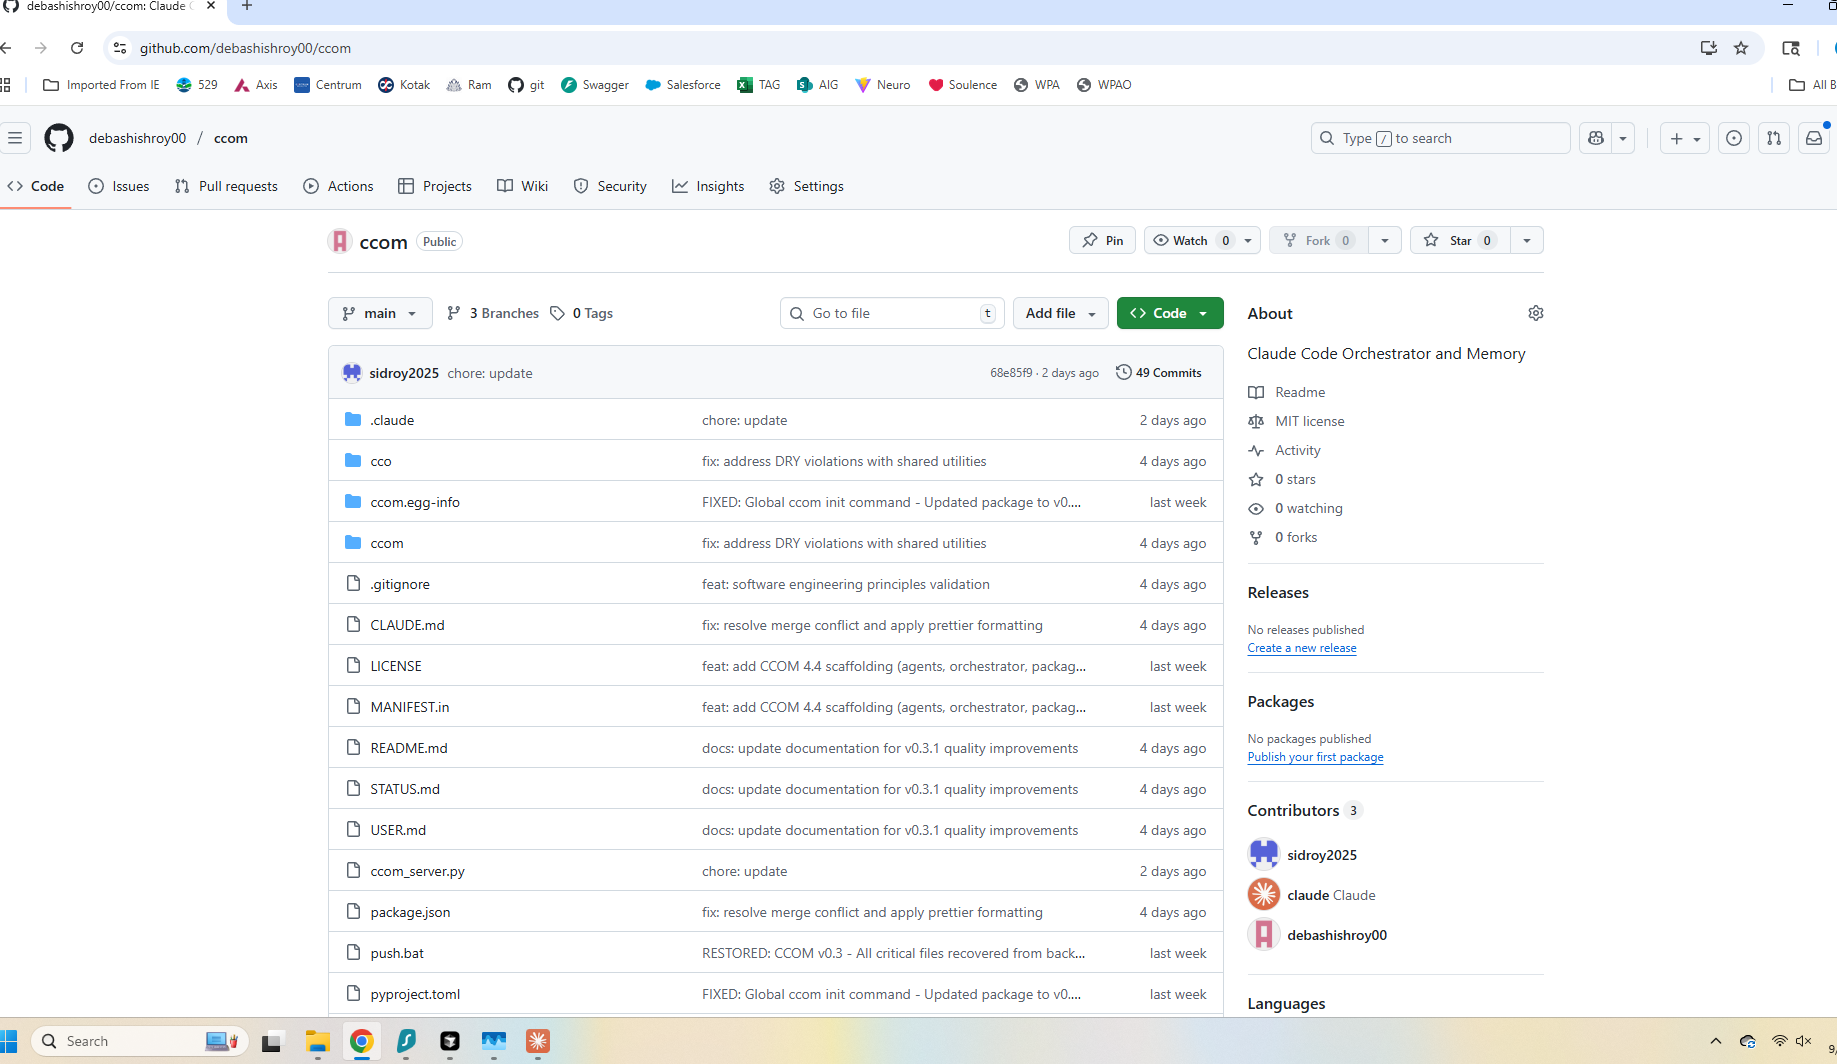 debashishroy00/ccom: Claude C
github.com/debashishroy00/ccom
Imported From IE 529 Axis Centrum Kotak Ram git Swagger Salesforce TAG AIG Neuro Soulence WPA WPAO All B
debashishroy00 / ccom Type / to search
Code Issues Pull requests Actions Projects Wiki Security Insights Settings
ccom Public Pin Watch 0 Fork 0 Star 0
main 3 Branches 0 Tags Go to file t Add file Code
sidroy2025 chore: update 68e85f9 · 2 days ago 49 Commits
.claude chore: update 2 days ago
cco fix: address DRY violations with shared utilities 4 days ago
ccom.egg-info FIXED: Global ccom init command - Updated package to v0.... last week
ccom fix: address DRY violations with shared utilities 4 days ago
.gitignore feat: software engineering principles validation 4 days ago
CLAUDE.md fix: resolve merge conflict and apply prettier formatting 4 days ago
LICENSE feat: add CCOM 4.4 scaffolding (agents, orchestrator, packag... last week
MANIFEST.in feat: add CCOM 4.4 scaffolding (agents, orchestrator, packag... last week
README.md docs: update documentation for v0.3.1 quality improvements 4 days ago
STATUS.md docs: update documentation for v0.3.1 quality improvements 4 days ago
USER.md docs: update documentation for v0.3.1 quality improvements 4 days ago
ccom_server.py chore: update 2 days ago
package.json fix: resolve merge conflict and apply prettier formatting 4 days ago
push.bat RESTORED: CCOM v0.3 - All critical files recovered from back... last week
pyproject.toml FIXED: Global ccom init command - Updated package to v0.... last week
About
Claude Code Orchestrator and Memory
Readme
MIT license
Activity
0 stars
0 watching
0 forks
Releases
No releases published
Create a new release
Packages
No packages published
Publish your first package
Contributors 3
sidroy2025
claude Claude
debashishroy00
Languages
Search